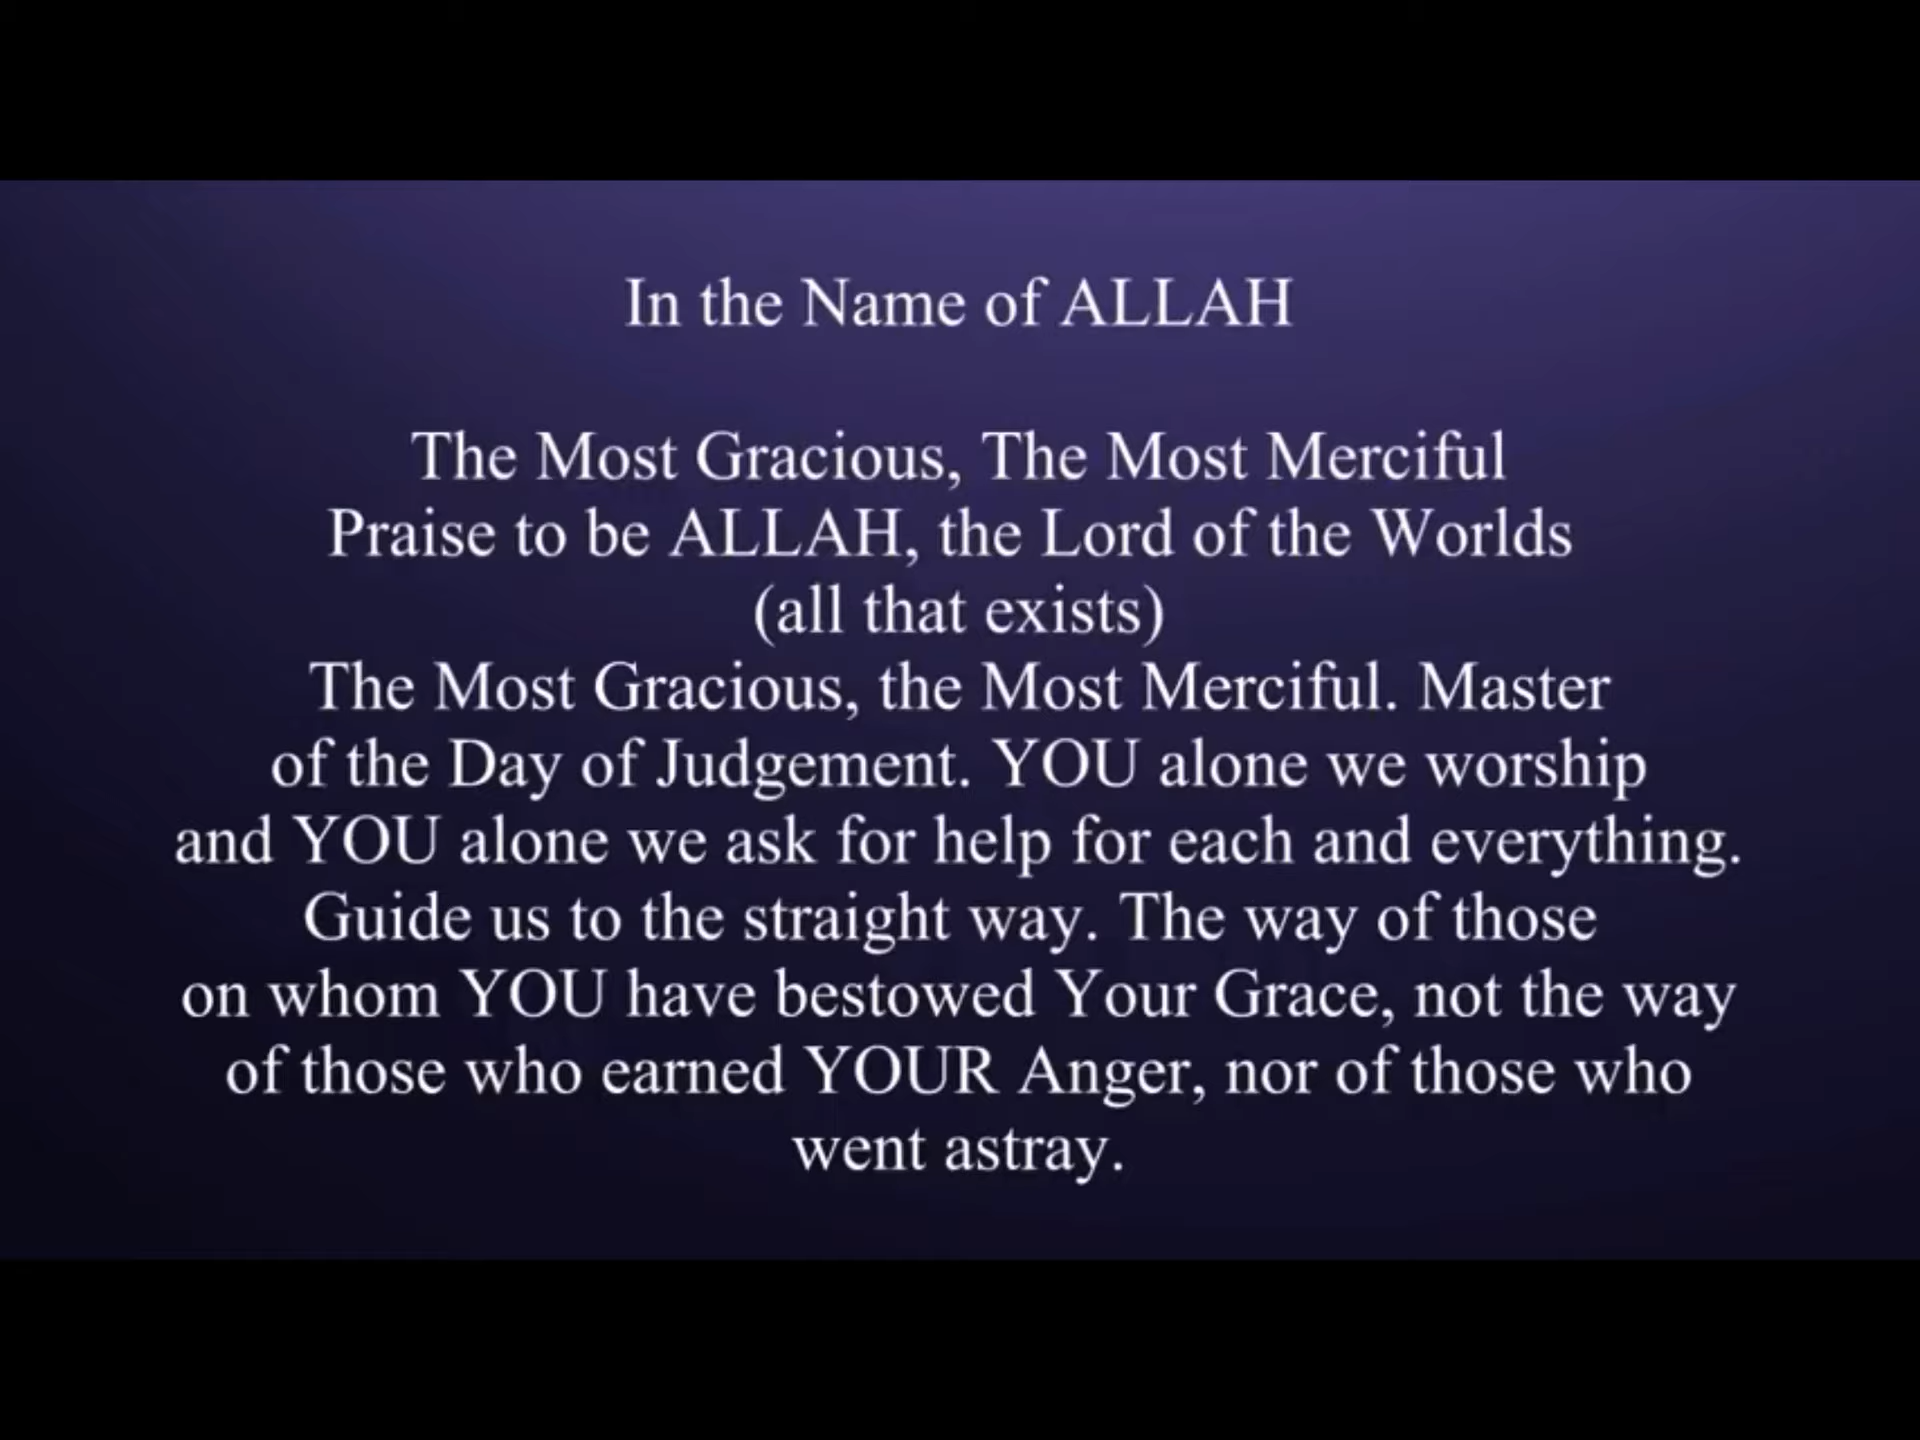 In the Name of ALLAH
The Most Gracious, The Most Merciful
Praise to be ALLAH, the Lord of the Worlds
(all that exists)
The Most Gracious, the Most Merciful. Master
of the Day of Judgement. YOU alone we worship
and YOU alone we ask for help for each and everything.
Guide us to the straight way. The way of those
on whom YOU have bestowed Your Grace, not the way
of those who earned YOUR Anger, nor of those who
went astray.